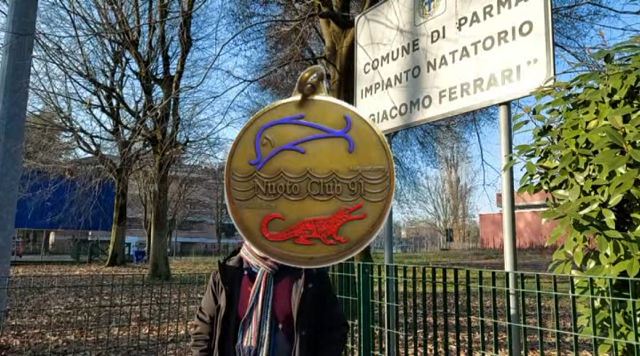 COMUNE DI PARMA
IMPIANTO NATATORIO
"GIACOMO FERRARI"
Nuoto Club 91